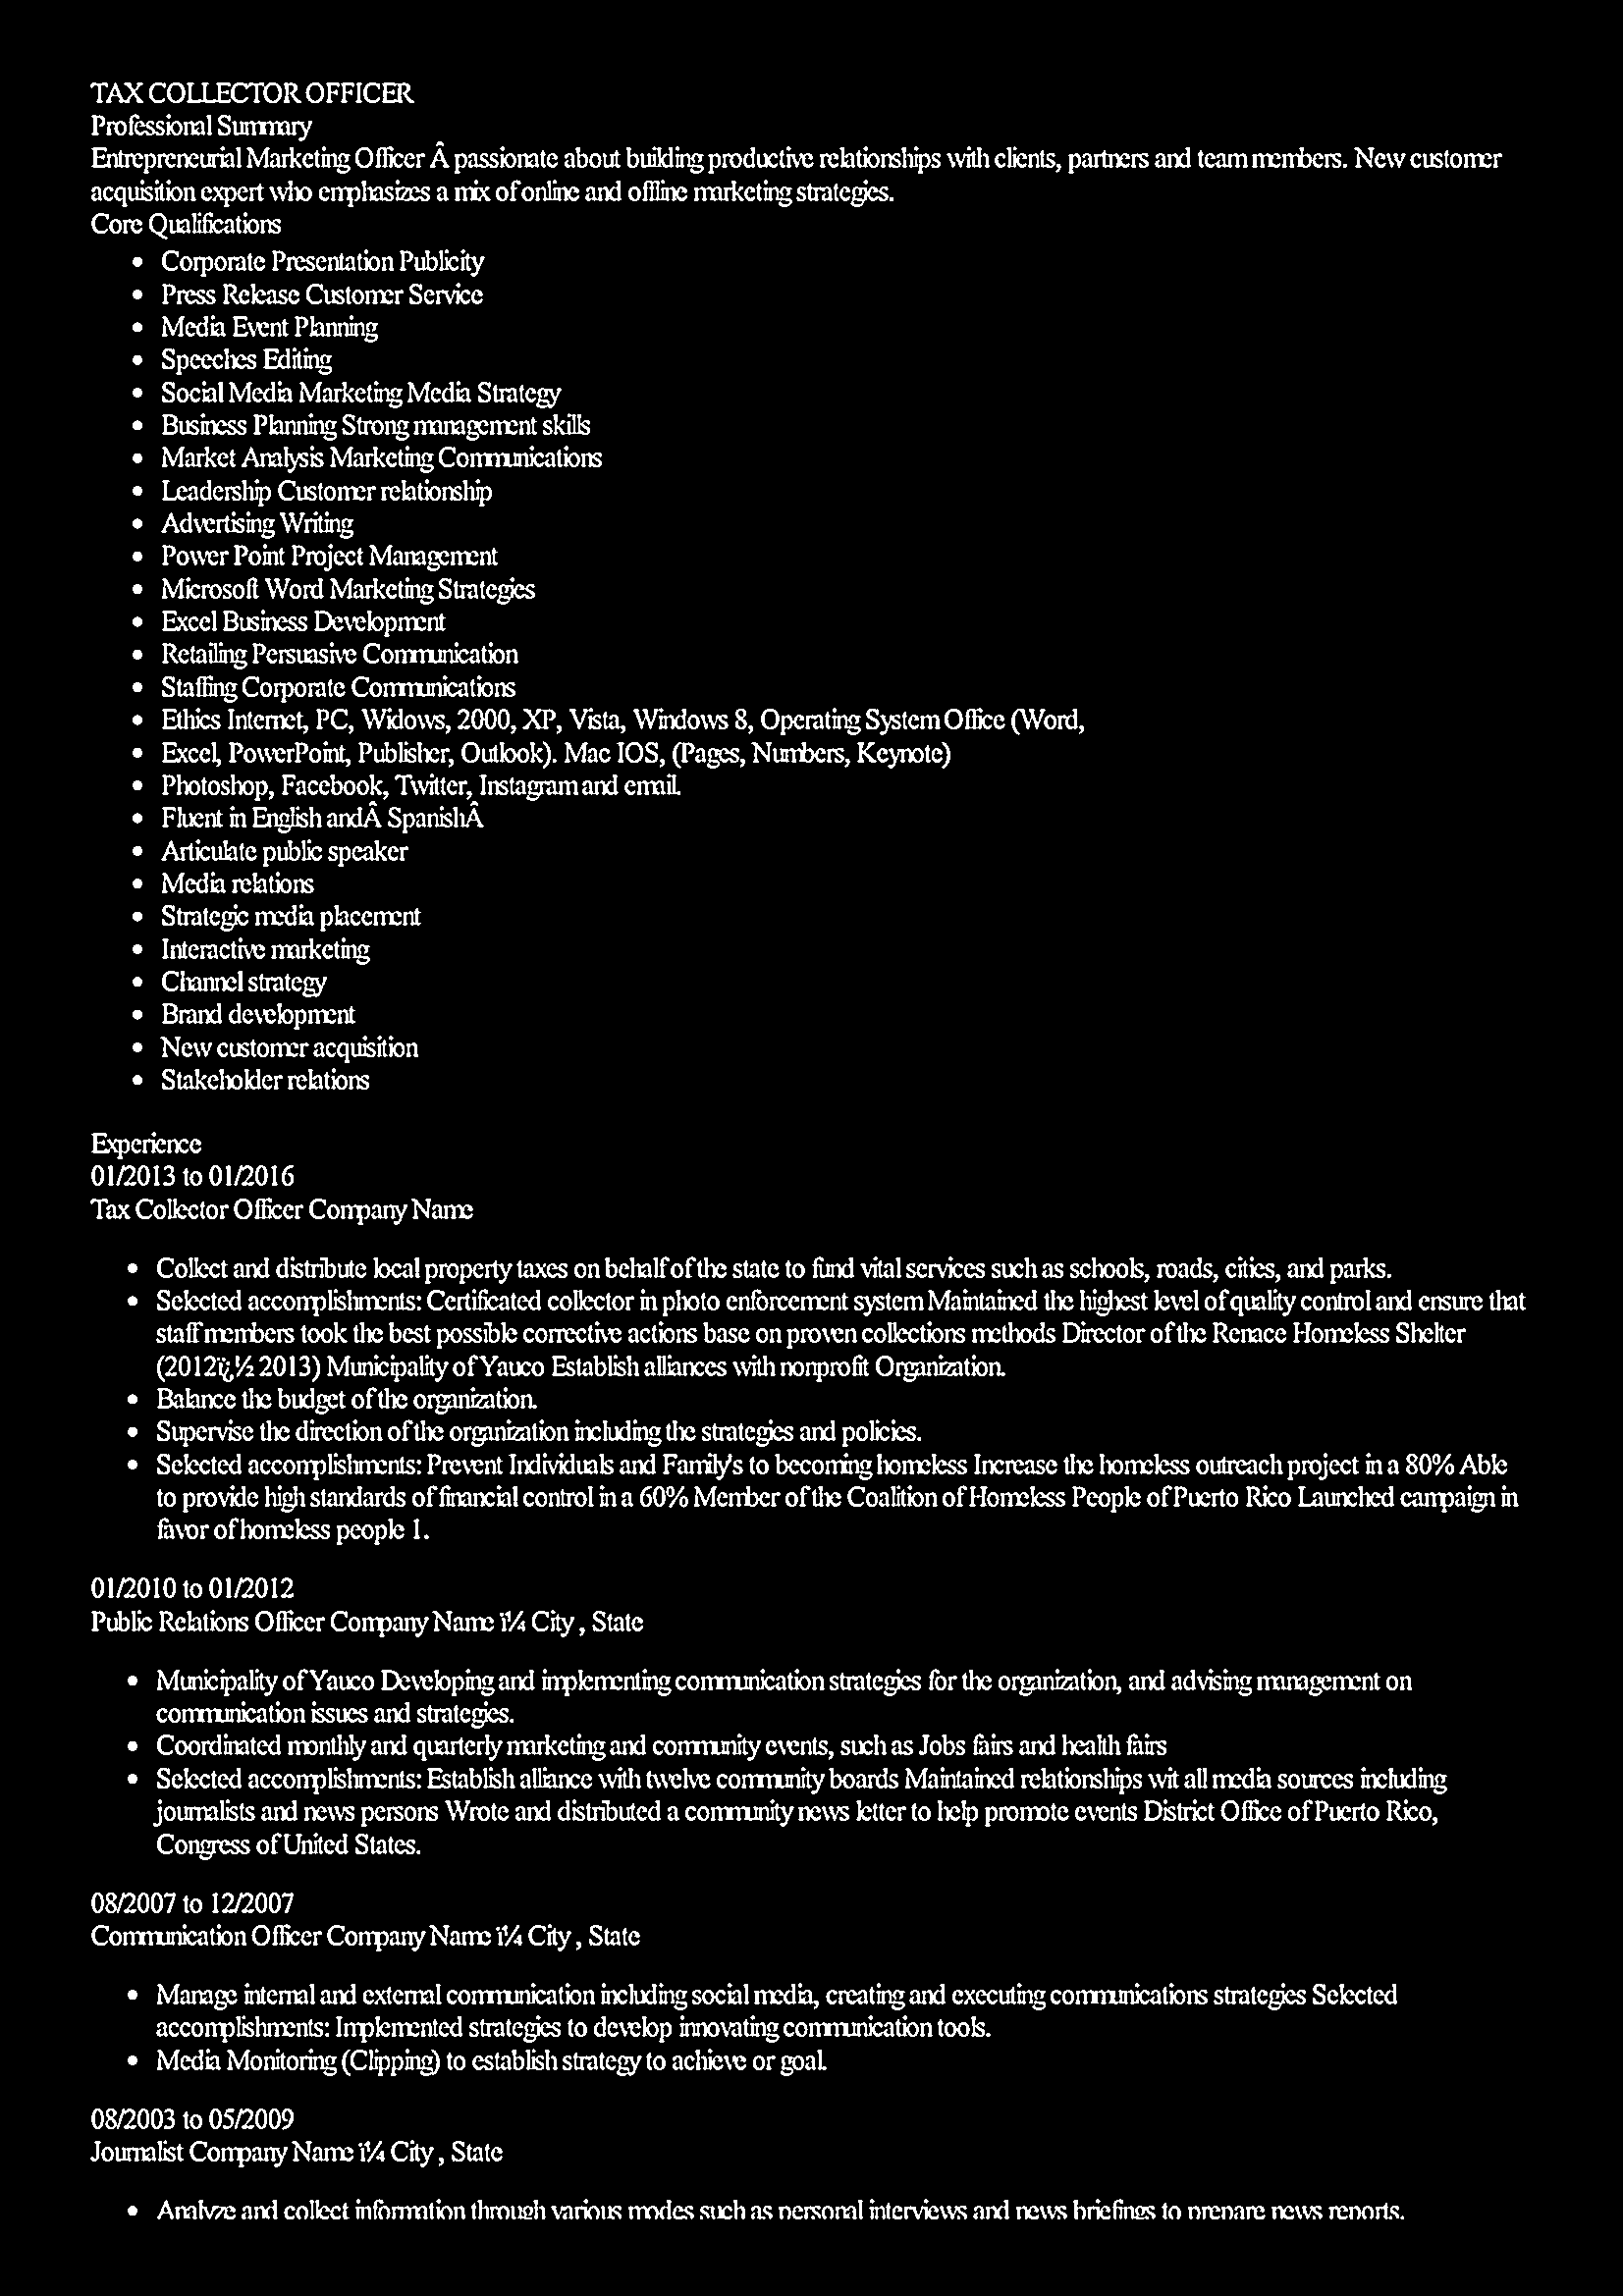 TAX COLLECTOR OFFICER
Professional Summary
Entrepreneurial Marketing Officer Â passionate about building productive relationships with clients, partners and team members. New customer
acquisition expert who emphasizes a mix of online and offline marketing strategies.
Core Qualifications
• Corporate Presentation Publicity
• Press Release Customer Service
• Media Event Planning
• Speeches Editing
• Social Media Marketing Media Strategy
• Business Planning Strong management skills
• Market Analysis Marketing Communications
• Leadership Customer relationship
• Advertising Writing
• Power Point Project Management
• Microsoft Word Marketing Strategies
• Excel Business Development
• Retailing Persuasive Communication
• Staffing Corporate Communications
• Ethics Internet, PC, Widows, 2000, XP, Vista, Windows 8, Operating System Office (Word,
• Excel, PowerPoint, Publisher, Outlook). Mac IOS, (Pages, Numbers, Keynote)
• Photoshop, Facebook, Twitter, Instagram and email.
• Fluent in English andÂ SpanishÂ
• Articulate public speaker
• Media relations
• Strategic media placement
• Interactive marketing
• Channel strategy
• Brand development
• New customer acquisition
• Stakeholder relations
Experience
01/2013 to 01/2016
Tax Collector Officer Company Name
• Collect and distribute local property taxes on behalf of the state to fund vital services such as schools, roads, cities, and parks.
• Selected accomplishments: Certificated collector in photo enforcement system Maintained the highest level of quality control and ensure that
staff members took the best possible corrective actions base on proven collections methods Director of the Renace Homeless Shelter
(2012ï¿½ 2013) Municipality of Yauco Establish alliances with nonprofit Organization.
• Balance the budget of the organization.
• Supervise the direction of the organization including the strategies and policies.
• Selected accomplishments: Prevent Individuals and Family's to becoming homeless Increase the homeless outreach project in a 80% Able
to provide high standards of financial control in a 60% Member of the Coalition of Homeless People of Puerto Rico Launched campaign in
favor of homeless people 1.
01/2010 to 01/2012
Public Relations Officer Company Name ï¼ City , State
• Municipality of Yauco Developing and implementing communication strategies for the organization, and advising management on
communication issues and strategies.
• Coordinated monthly and quarterly marketing and community events, such as Jobs fairs and health fairs
• Selected accomplishments: Establish alliance with twelve community boards Maintained relationships wit all media sources including
journalists and news persons Wrote and distributed a community news letter to help promote events District Office of Puerto Rico,
Congress of United States.
08/2007 to 12/2007
Communication Officer Company Name ï¼ City , State
• Manage internal and external communication including social media, creating and executing communications strategies Selected
accomplishments: Implemented strategies to develop innovating communication tools.
• Media Monitoring (Clipping) to establish strategy to achieve or goal.
08/2003 to 05/2009
Journalist Company Name ï¼ City , State
• Analyze and collect information through various modes such as personal interviews and news briefings to prepare news reports.